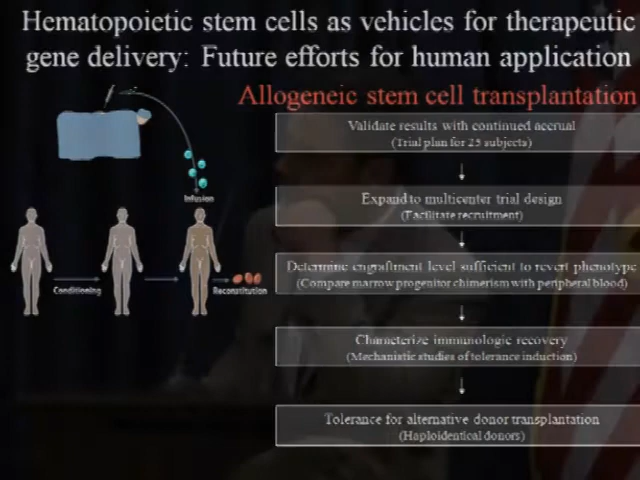 Hematopoietic stem cells as vehicles for therapeutic
gene delivery: Future efforts for human application
Allogeneic stem cell transplantation
Validate results with continued accrual
(Trial plan for 25 subjects)
Infusion
Expand to multicenter trial design
(Facilitate recruitment)
Determine engraftment level sufficient to revert phenotype
(Compare marrow progenitor chimerism with peripheral blood)
Conditioning
Reconstitution
Characterize immunologic recovery
(Mechanistic studies of tolerance induction)
Tolerance for alternative donor transplantation
(Haploidentical donors)